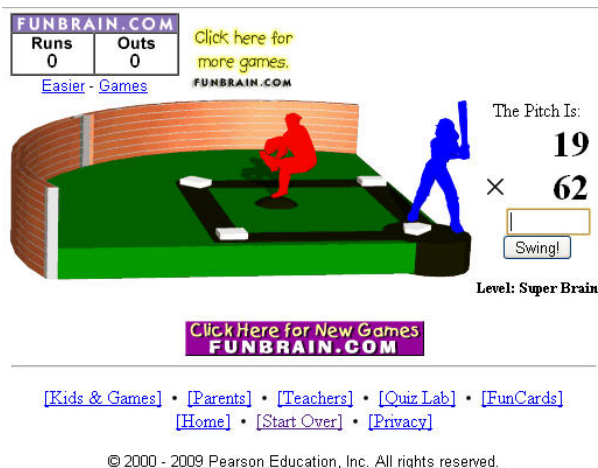 FUNBRAIN.COM
Runs Outs
0 0
Easier - Games
Click here for
more games.
FUNBRAIN.COM
The Pitch Is:
19
× 62
Swing!
Level: Super Brain
Click Here for New Games
FUNBRAIN.COM
[Kids & Games] • [Parents] • [Teachers] • [Quiz Lab] • [FunCards]
[Home] • [Start Over] • [Privacy]
© 2000 - 2009 Pearson Education, Inc. All rights reserved.